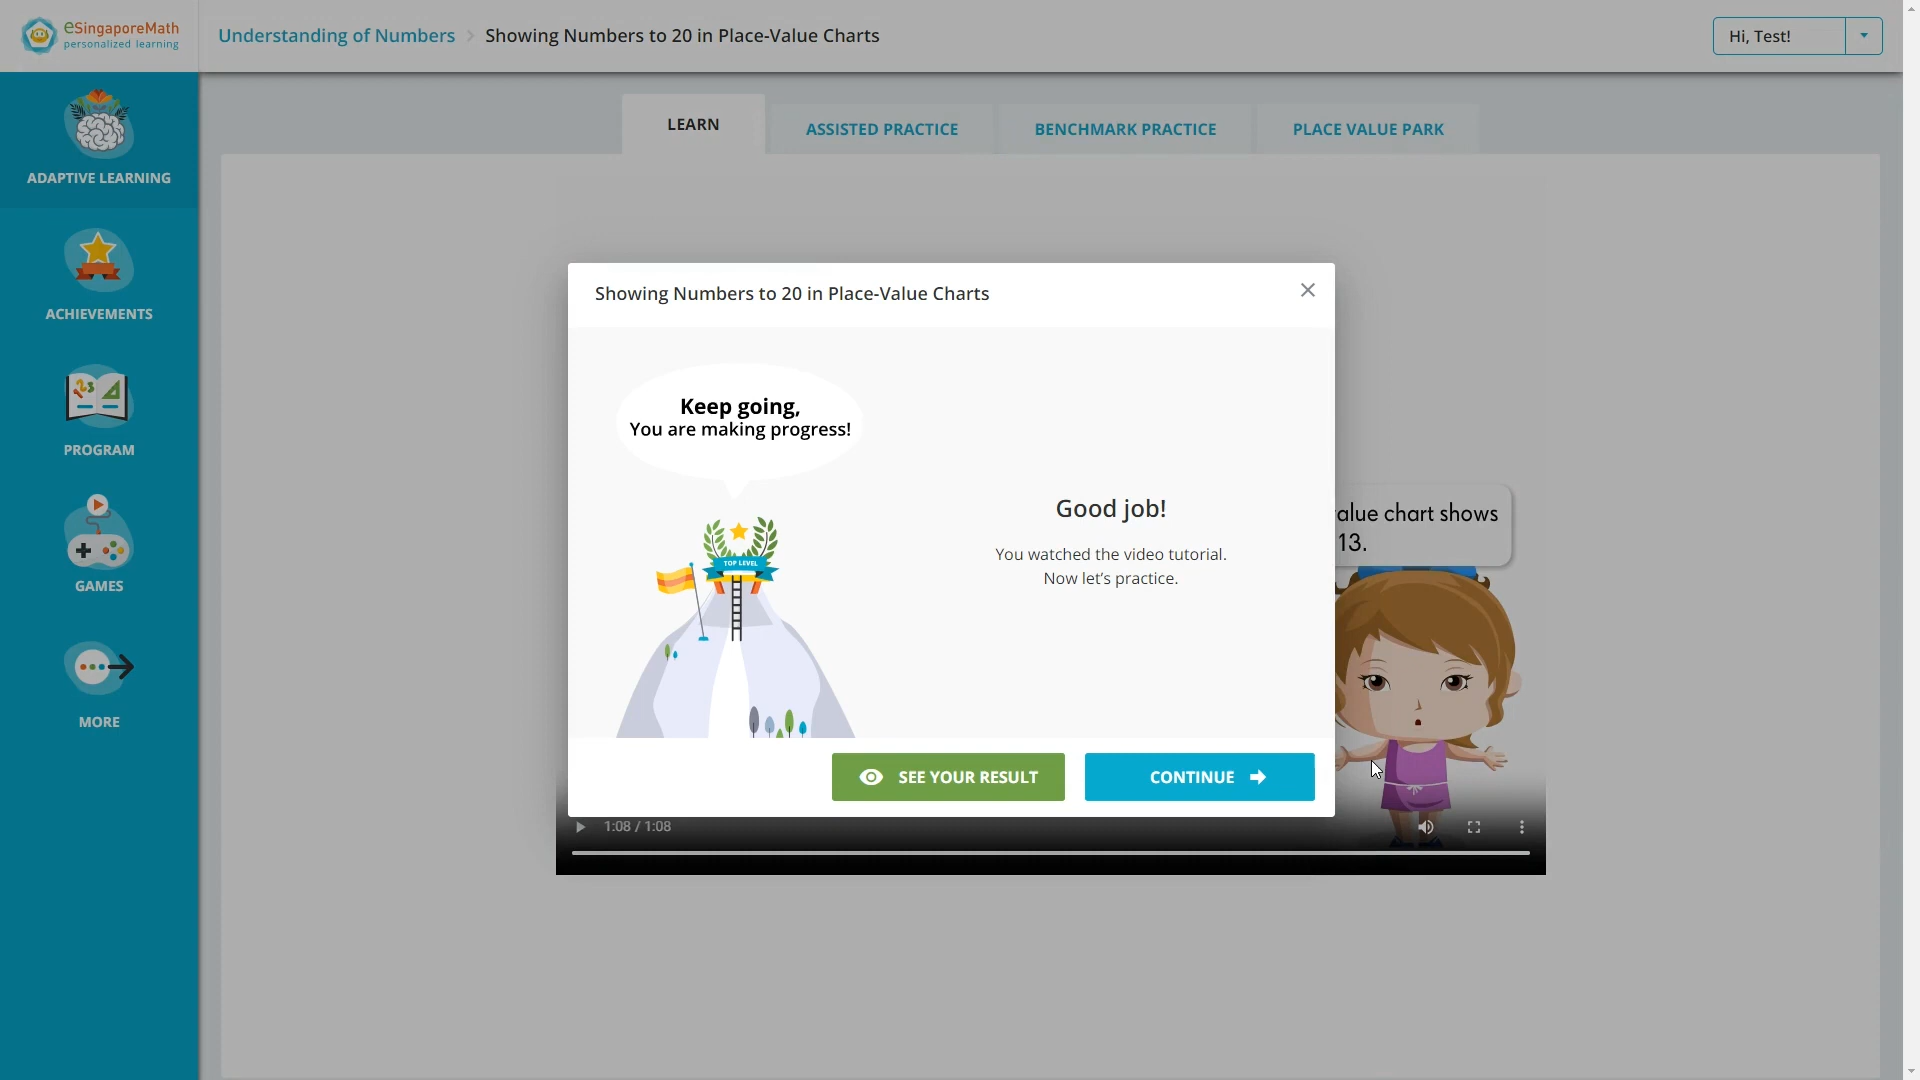 eSingaporeMath
personalized learning
Understanding of Numbers > Showing Numbers to 20 in Place-Value Charts
Hi, Test!
ADAPTIVE LEARNING
ACHIEVEMENTS
PROGRAM
GAMES
MORE
LEARN
ASSISTED PRACTICE
BENCHMARK PRACTICE
PLACE VALUE PARK
Showing Numbers to 20 in Place-Value Charts
Keep going,
You are making progress!
TOP LEVEL
Good job!
You watched the video tutorial.
Now let's practice.
SEE YOUR RESULT
CONTINUE
alue chart shows
13.
1:08 / 1:08